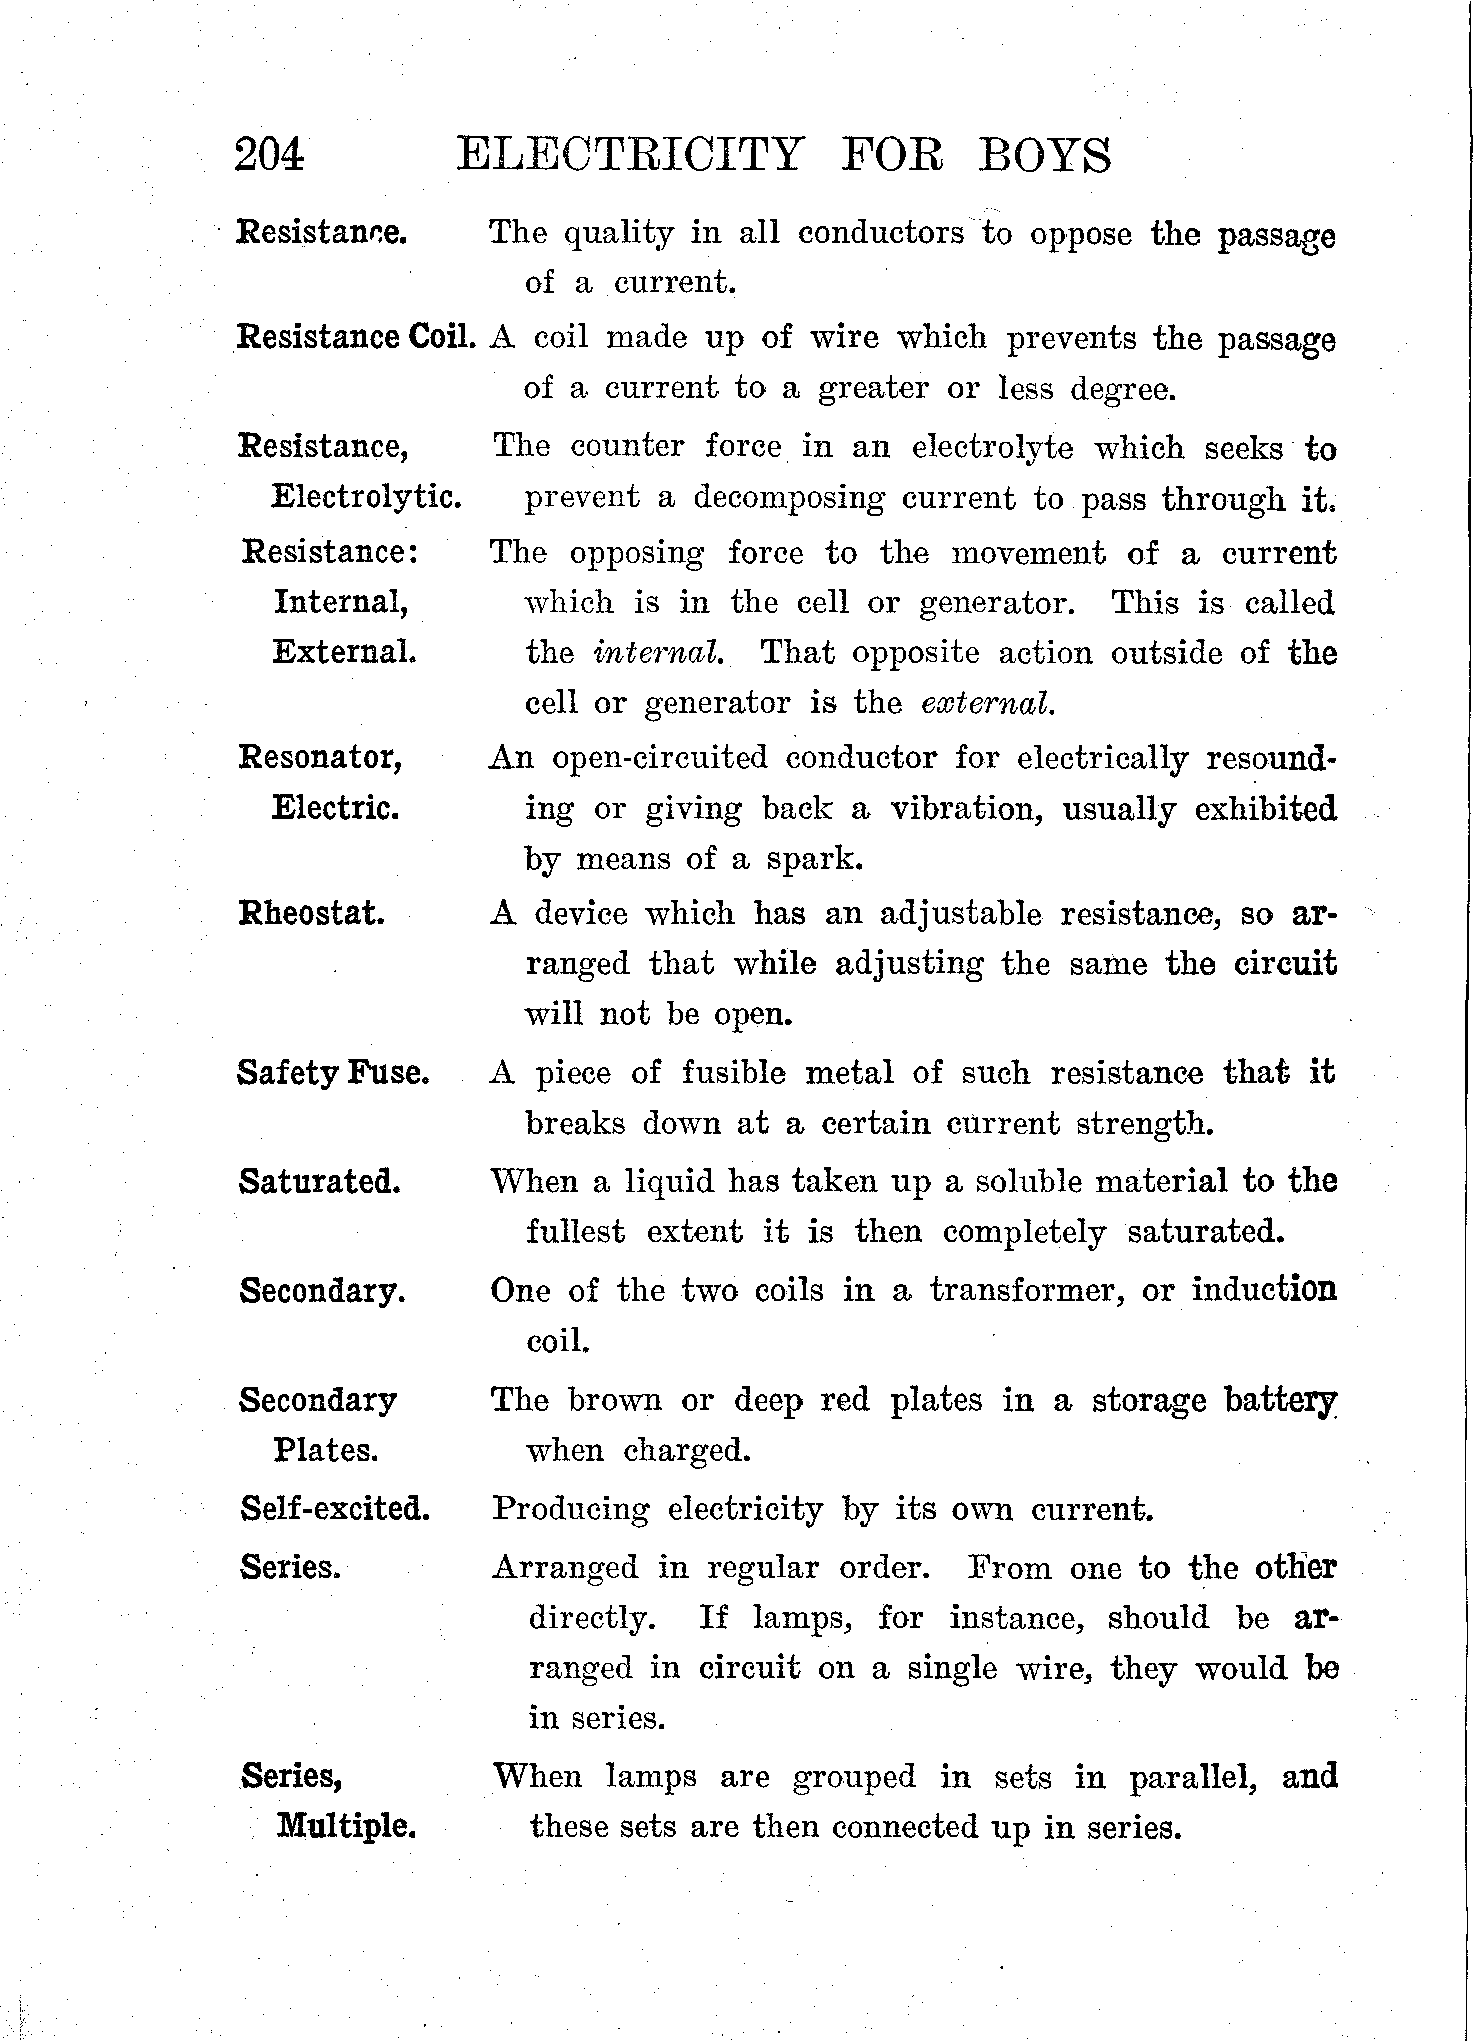 204 ELECTRICITY FOR BOYS
Resistance. The quality in all conductors to oppose the passage
of a current.
Resistance Coil. A coil made up of wire which prevents the passage
of a current to a greater or less degree.
Resistance, The counter force in an electrolyte which seeks to
Electrolytic. prevent a decomposing current to pass through it.
Resistance: The opposing force to the movement of a current
Internal, which is in the cell or generator. This is called
External. the internal. That opposite action outside of the
cell or generator is the external.
Resonator, An open-circuited conductor for electrically resound-
Electric. ing or giving back a vibration, usually exhibited
by means of a spark.
Rheostat. A device which has an adjustable resistance, so ar-
ranged that while adjusting the same the circuit
will not be open.
Safety Fuse. A piece of fusible metal of such resistance that it
breaks down at a certain current strength.
Saturated. When a liquid has taken up a soluble material to the
fullest extent it is then completely saturated.
Secondary. One of the two coils in a transformer, or induction
coil.
Secondary The brown or deep red plates in a storage battery
Plates. when charged.
Self-excited. Producing electricity by its own current.
Series. Arranged in regular order. From one to the other
directly. If lamps, for instance, should be ar-
ranged in circuit on a single wire, they would be
in series.
Series, When lamps are grouped in sets in parallel, and
Multiple. these sets are then connected up in series.